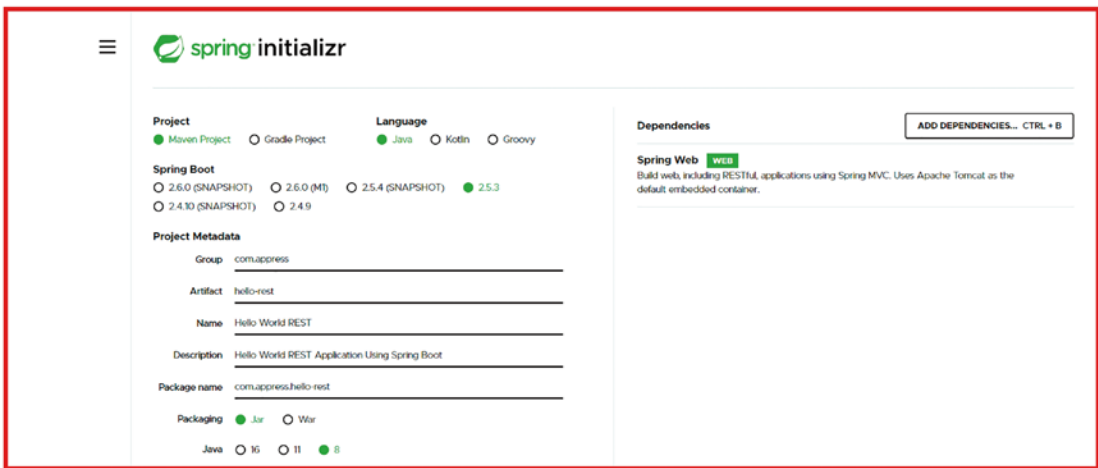 spring initializr
Project
Maven Project Gradle Project
Language
Java Kotlin Groovy
Spring Boot
2.6.0 (SNAPSHOT) 2.6.0 (M1) 2.5.4 (SNAPSHOT) 2.5.3
2.4.10 (SNAPSHOT) 2.4.9
Project Metadata
Group com.appress
Artifact hello-rest
Name Hello World REST
Description Hello World REST Application Using Spring Boot
Package name com.appress.hello-rest
Packaging Jar War
Java 16 11 8
Dependencies
ADD DEPENDENCIES... CTRL + B
Spring Web WEB
Build web, including RESTful, applications using Spring MVC. Uses Apache Tomcat as the
default embedded container.